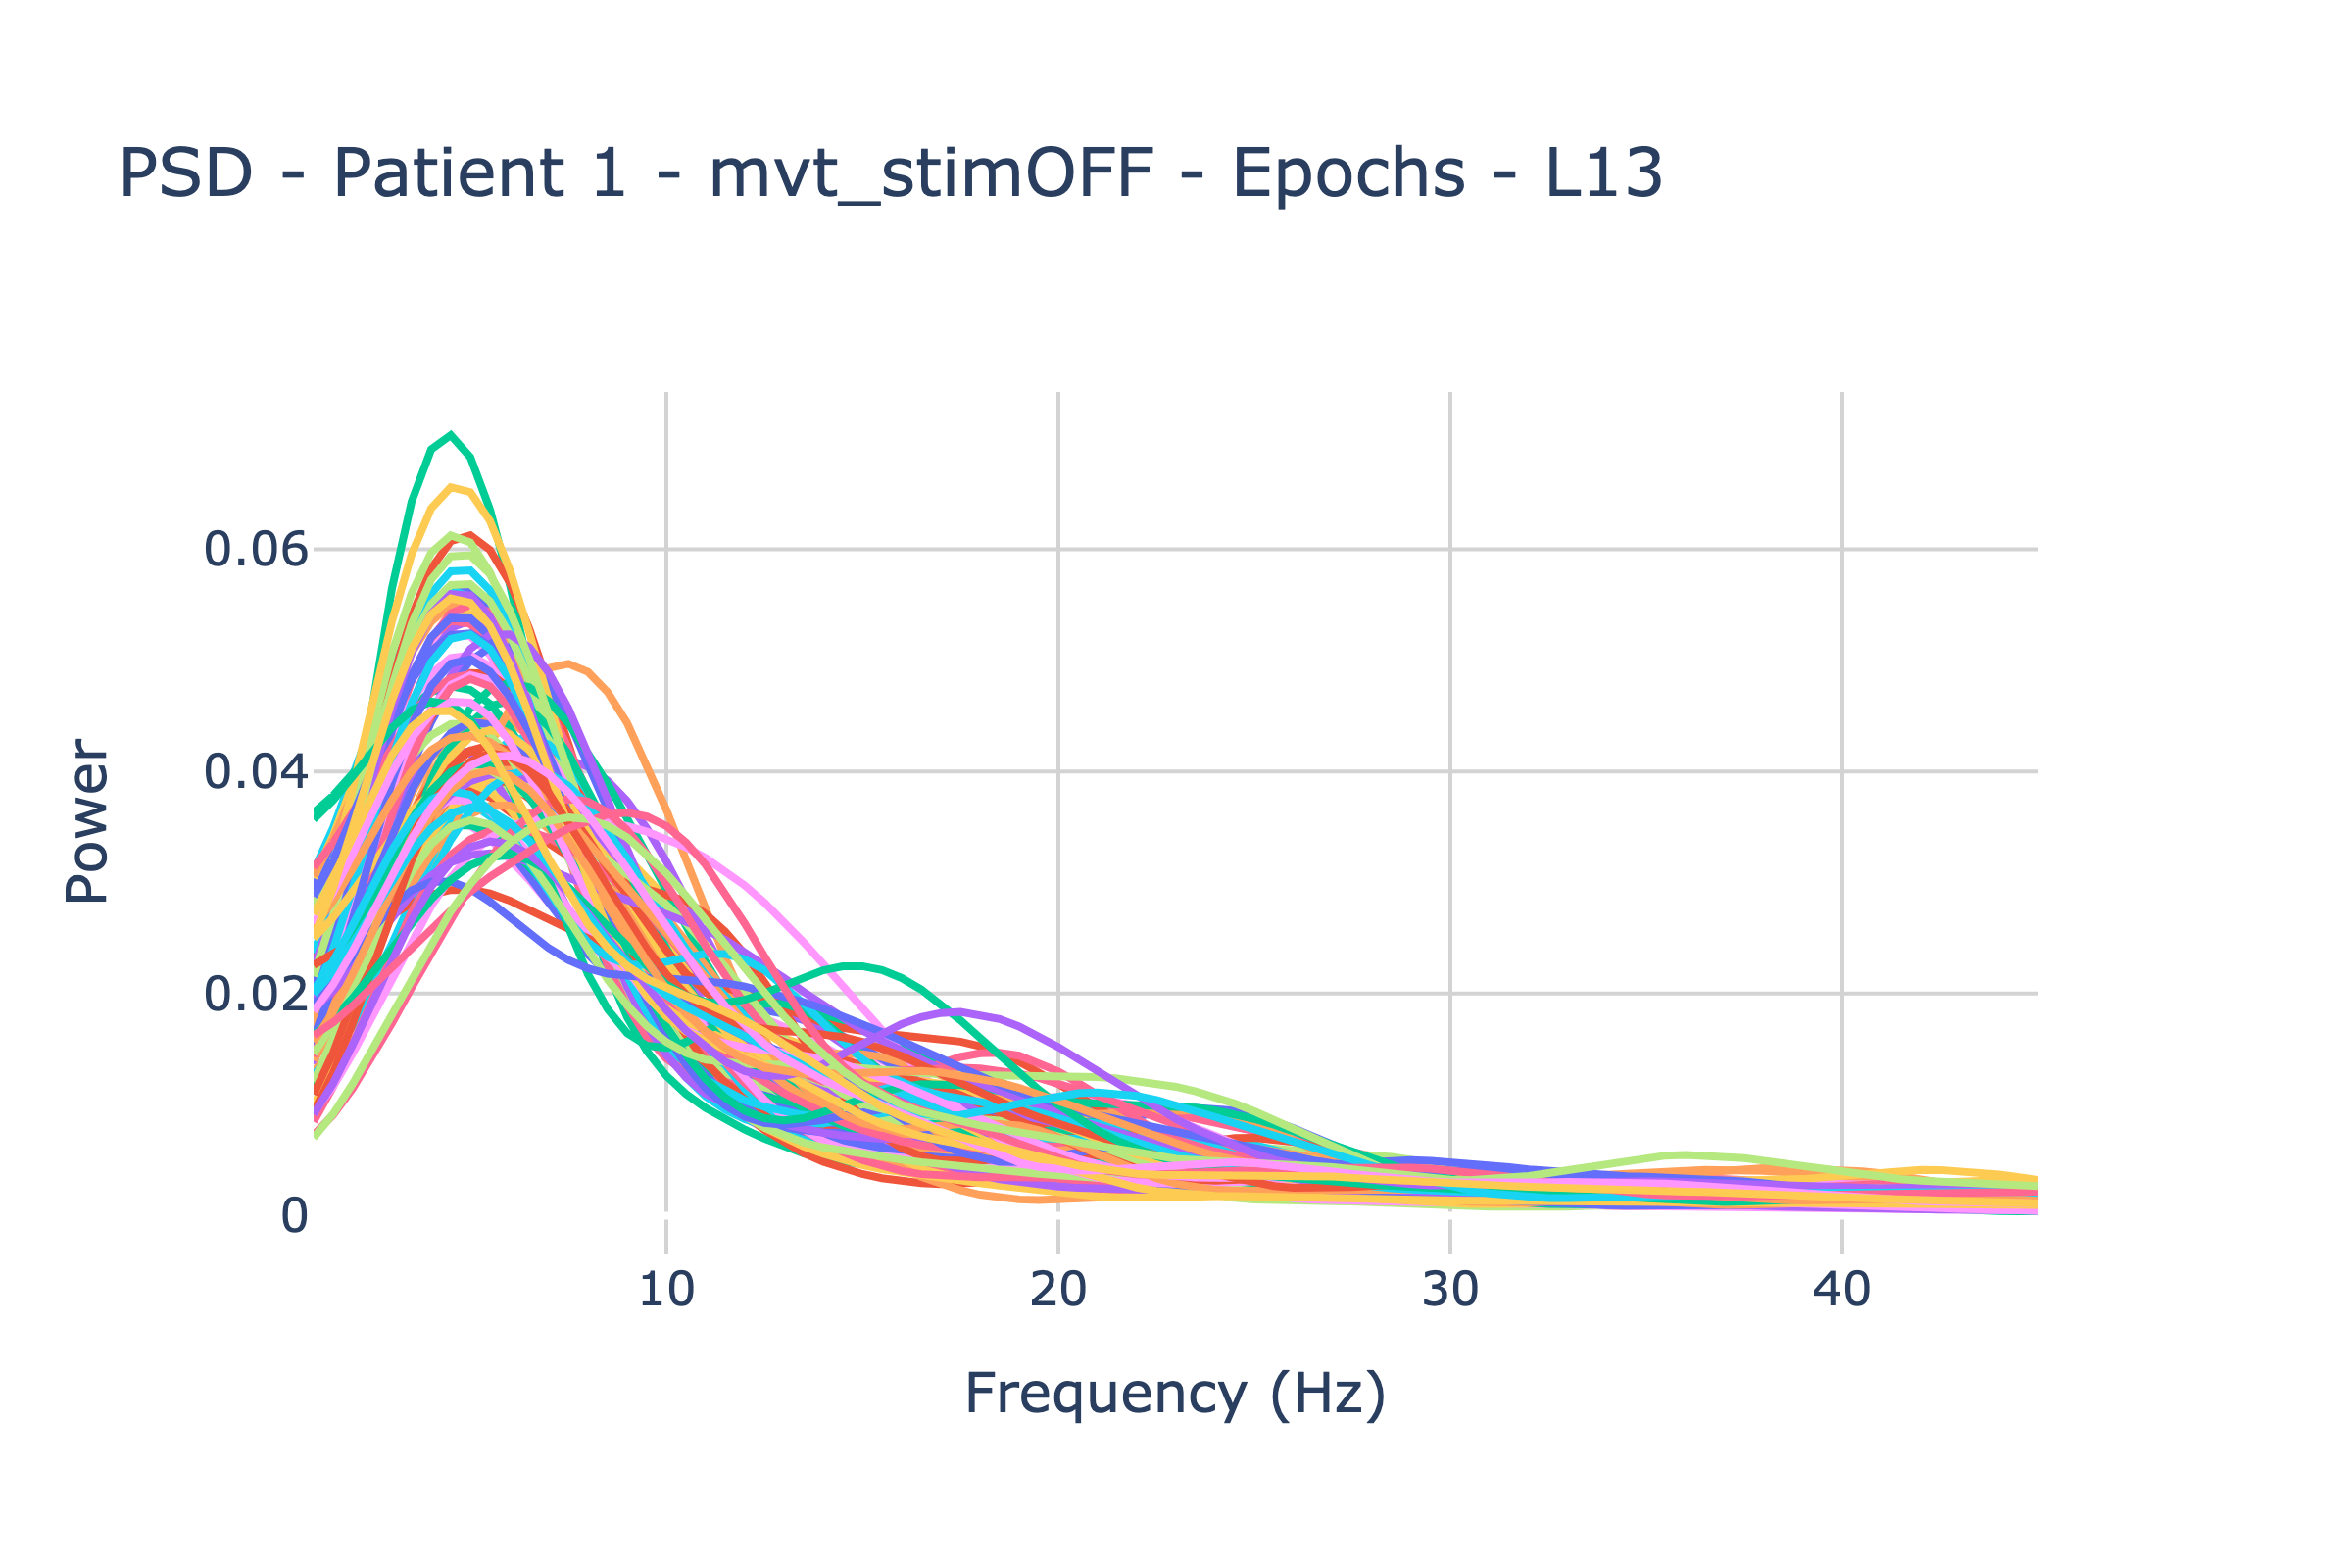 PSD - Patient 1 - mvt_stimOFF - Epochs - L13
0.06
0.04
0.02
0
Power
10 20 30 40
Frequency (Hz)